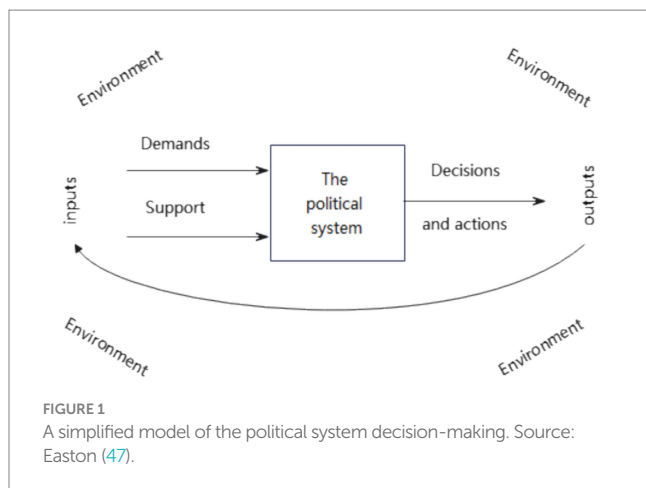 Environment
Environment
Demands
Support
inputs
The
political
system
Decisions
and actions
outputs
Environment
Environment
FIGURE 1
A simplified model of the political system decision-making. Source:
Easton (47).